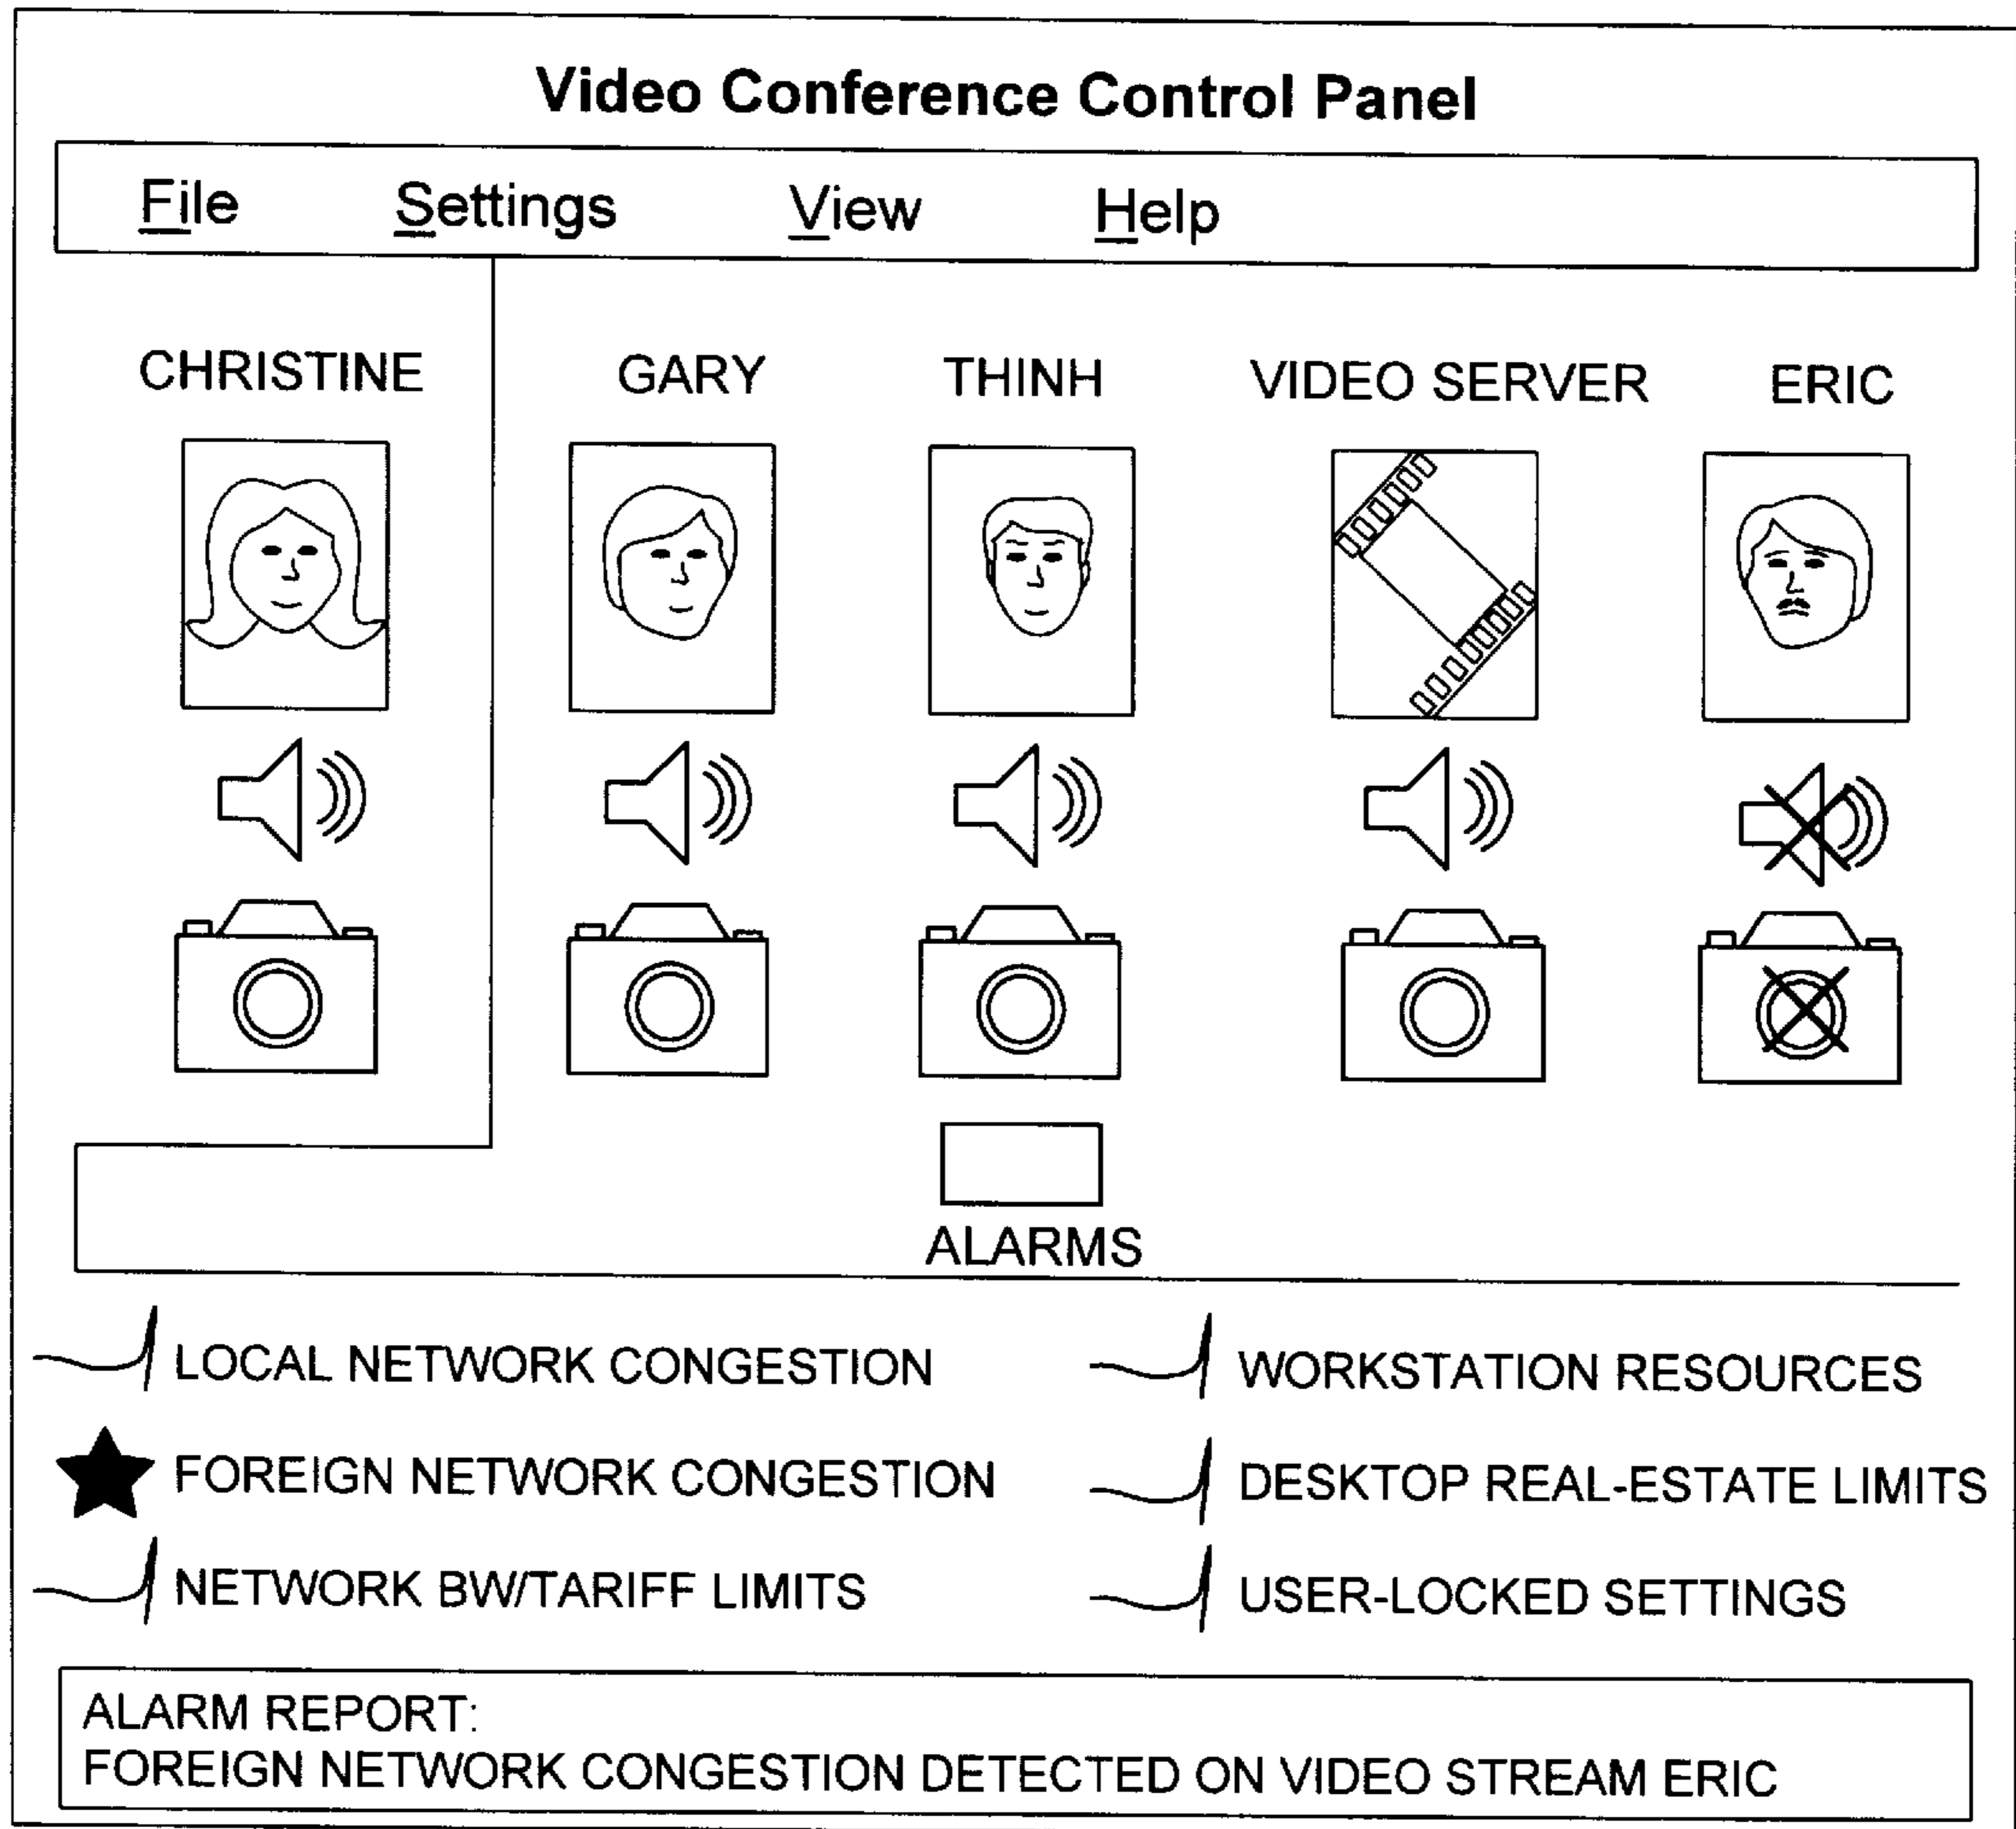 Video Conference Control Panel
File Settings View Help
CHRISTINE GARY THINH VIDEO SERVER ERIC
ALARMS
LOCAL NETWORK CONGESTION WORKSTATION RESOURCES
FOREIGN NETWORK CONGESTION DESKTOP REAL-ESTATE LIMITS
NETWORK BW/TARIFF LIMITS USER-LOCKED SETTINGS
ALARM REPORT:
FOREIGN NETWORK CONGESTION DETECTED ON VIDEO STREAM ERIC